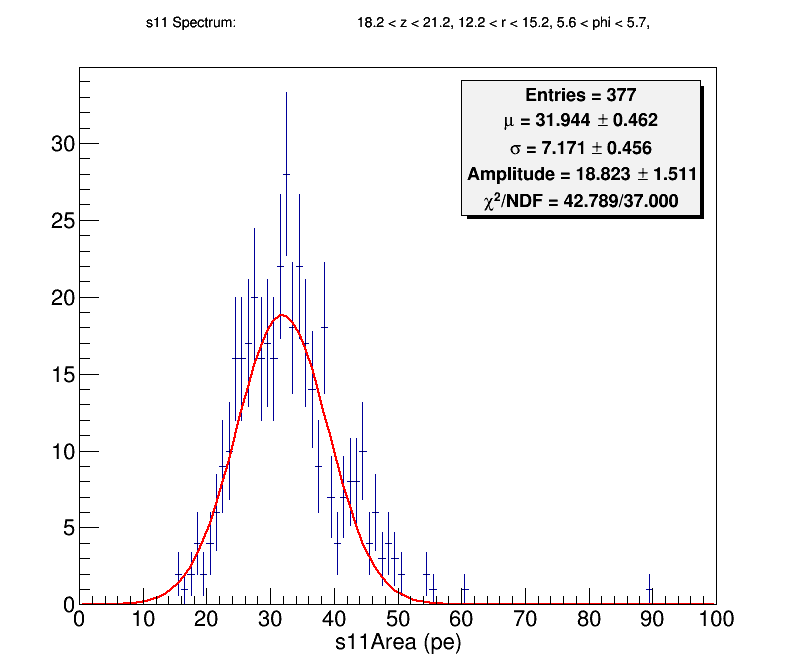 s11 Spectrum: 18.2 < z < 21.2, 12.2 < r < 15.2, 5.6 < phi < 5.7,
Entries = 377
μ = 31.944 ± 0.462
σ = 7.171 ± 0.456
Amplitude = 18.823 ± 1.511
χ²/NDF = 42.789/37.000
30
25
20
15
10
5
0
0 10 20 30 40 50 60 70 80 90 100
s11Area (pe)